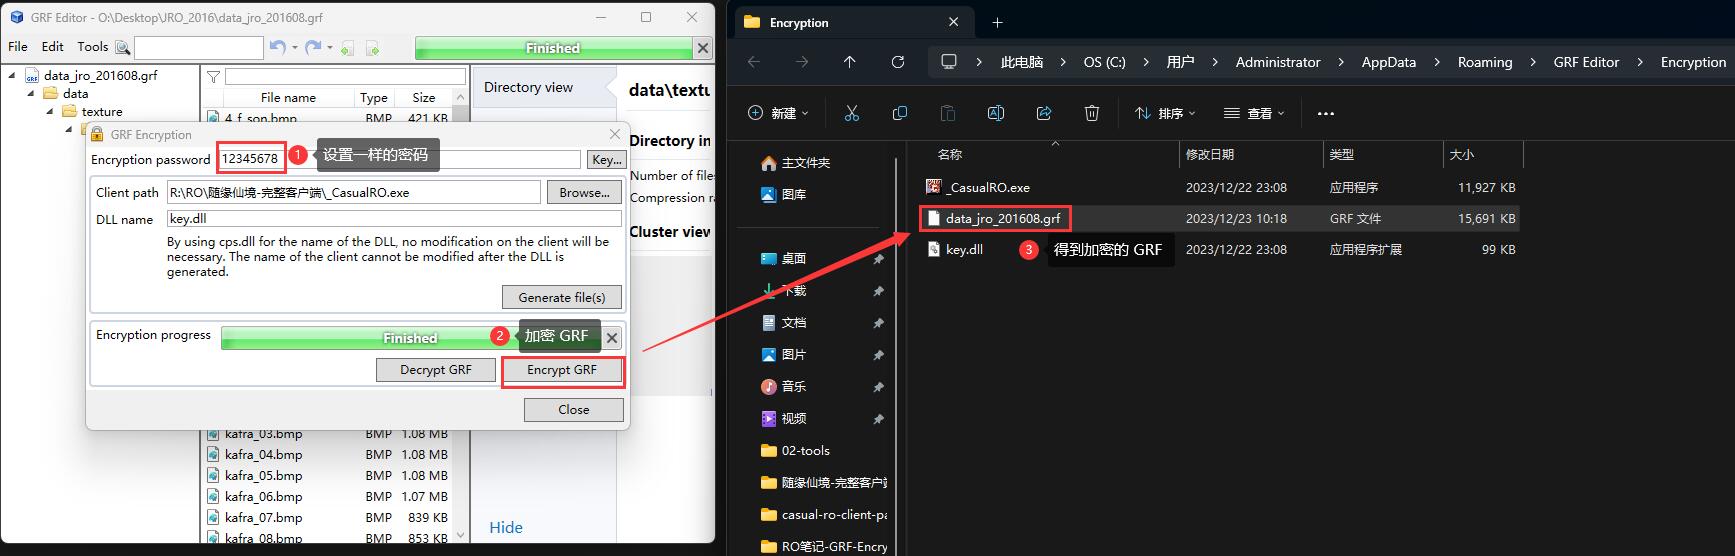 GRF Editor - O:\Desktop\JRO_2016\data_jro_201608.grf
File Edit Tools
Finished
data_jro_201608.grf
data
texture
File name Type Size
4_f_son.bmp BMP 421 KB
Directory view
data\textu
Directory in
Number of files
Compression ra
Cluster view
GRF Encryption
Encryption password 12345678 Key...
1 设置一样的密码
Client path R:\RO\随缘仙境-完整客户端\_CasualRO.exe Browse...
DLL name key.dll
By using cps.dll for the name of the DLL, no modification on the client will be
necessary. The name of the client cannot be modified after the DLL is
generated.
Generate file(s)
Encryption progress Finished
2 加密 GRF
Decrypt GRF Encrypt GRF
Close
kafra_03.bmp BMP 1.08 MB
kafra_04.bmp BMP 1.08 MB
kafra_05.bmp BMP 1.08 MB
kafra_06.bmp BMP 1.07 MB
kafra_07.bmp BMP 839 KB
kafra_08.bmp BMP 853 KB
Hide
Encryption
此电脑 OS (C:) 用户 Administrator AppData Roaming GRF Editor Encryption
新建 排序 查看
主文件夹
图库
桌面
下载
文档
图片
音乐
视频
02-tools
随缘仙境-完整客户端
casual-ro-client-pa
RO笔记-GRF-Encry
名称 修改日期 类型 大小
_CasualRO.exe 2023/12/22 23:08 应用程序 11,927 KB
data_jro_201608.grf 2023/12/23 10:18 GRF 文件 15,691 KB
key.dll 2023/12/22 23:08 应用程序扩展 99 KB
3 得到加密的 GRF